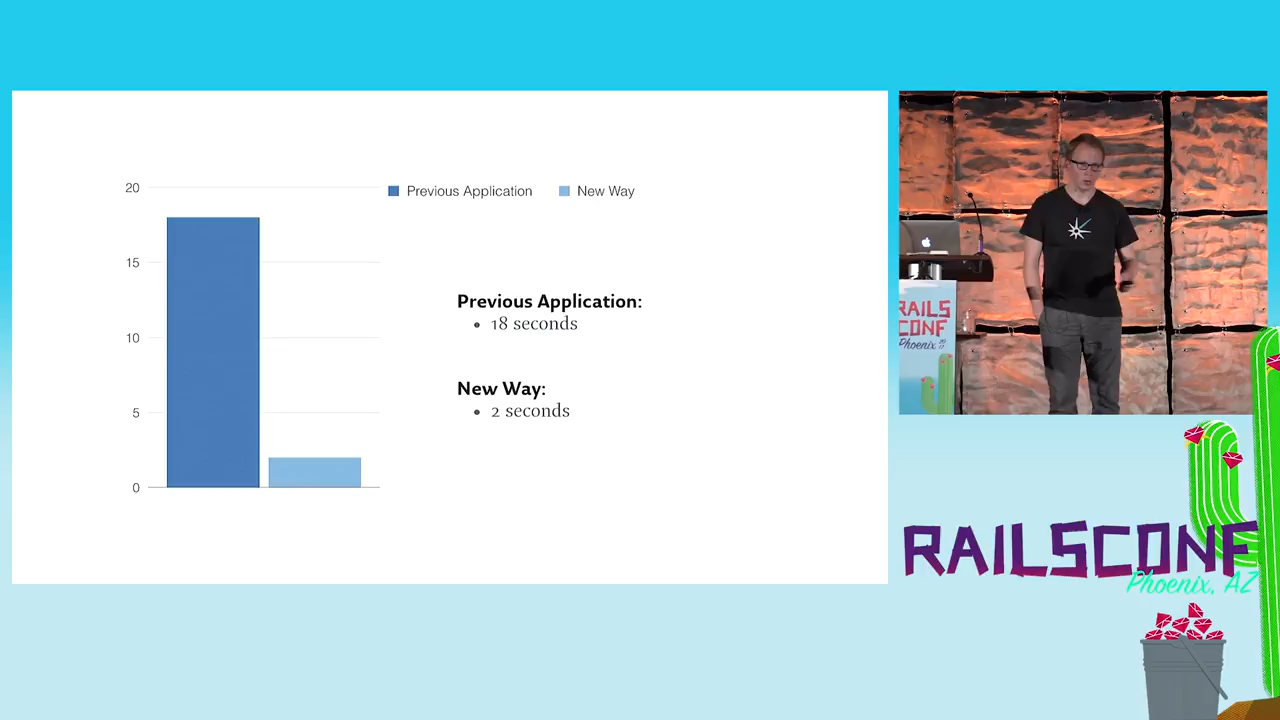 20
15
10
5
0
Previous Application
New Way
Previous Application:
• 18 seconds
New Way:
• 2 seconds
RAILS
CONF
Phoenix
RAILSCONF
Phoenix, AZ